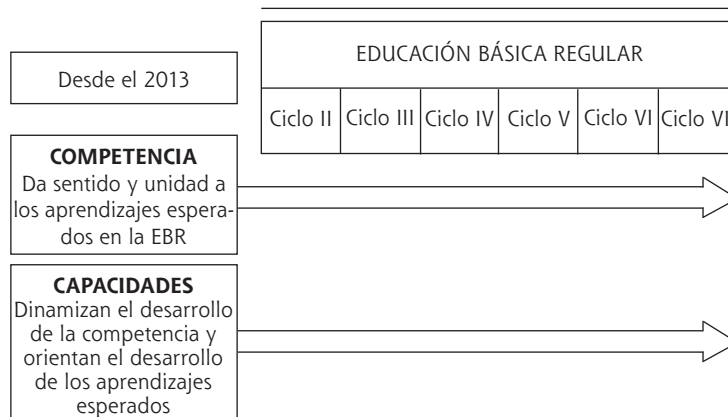 EDUCACIÓN BÁSICA REGULAR
Desde el 2013
Ciclo II Ciclo III Ciclo IV Ciclo V Ciclo VI Ciclo VI
COMPETENCIA
Da sentido y unidad a
los aprendizajes espera-
dos en la EBR
CAPACIDADES
Dinamizan el desarrollo
de la competencia y
orientan el desarrollo
de los aprendizajes
esperados